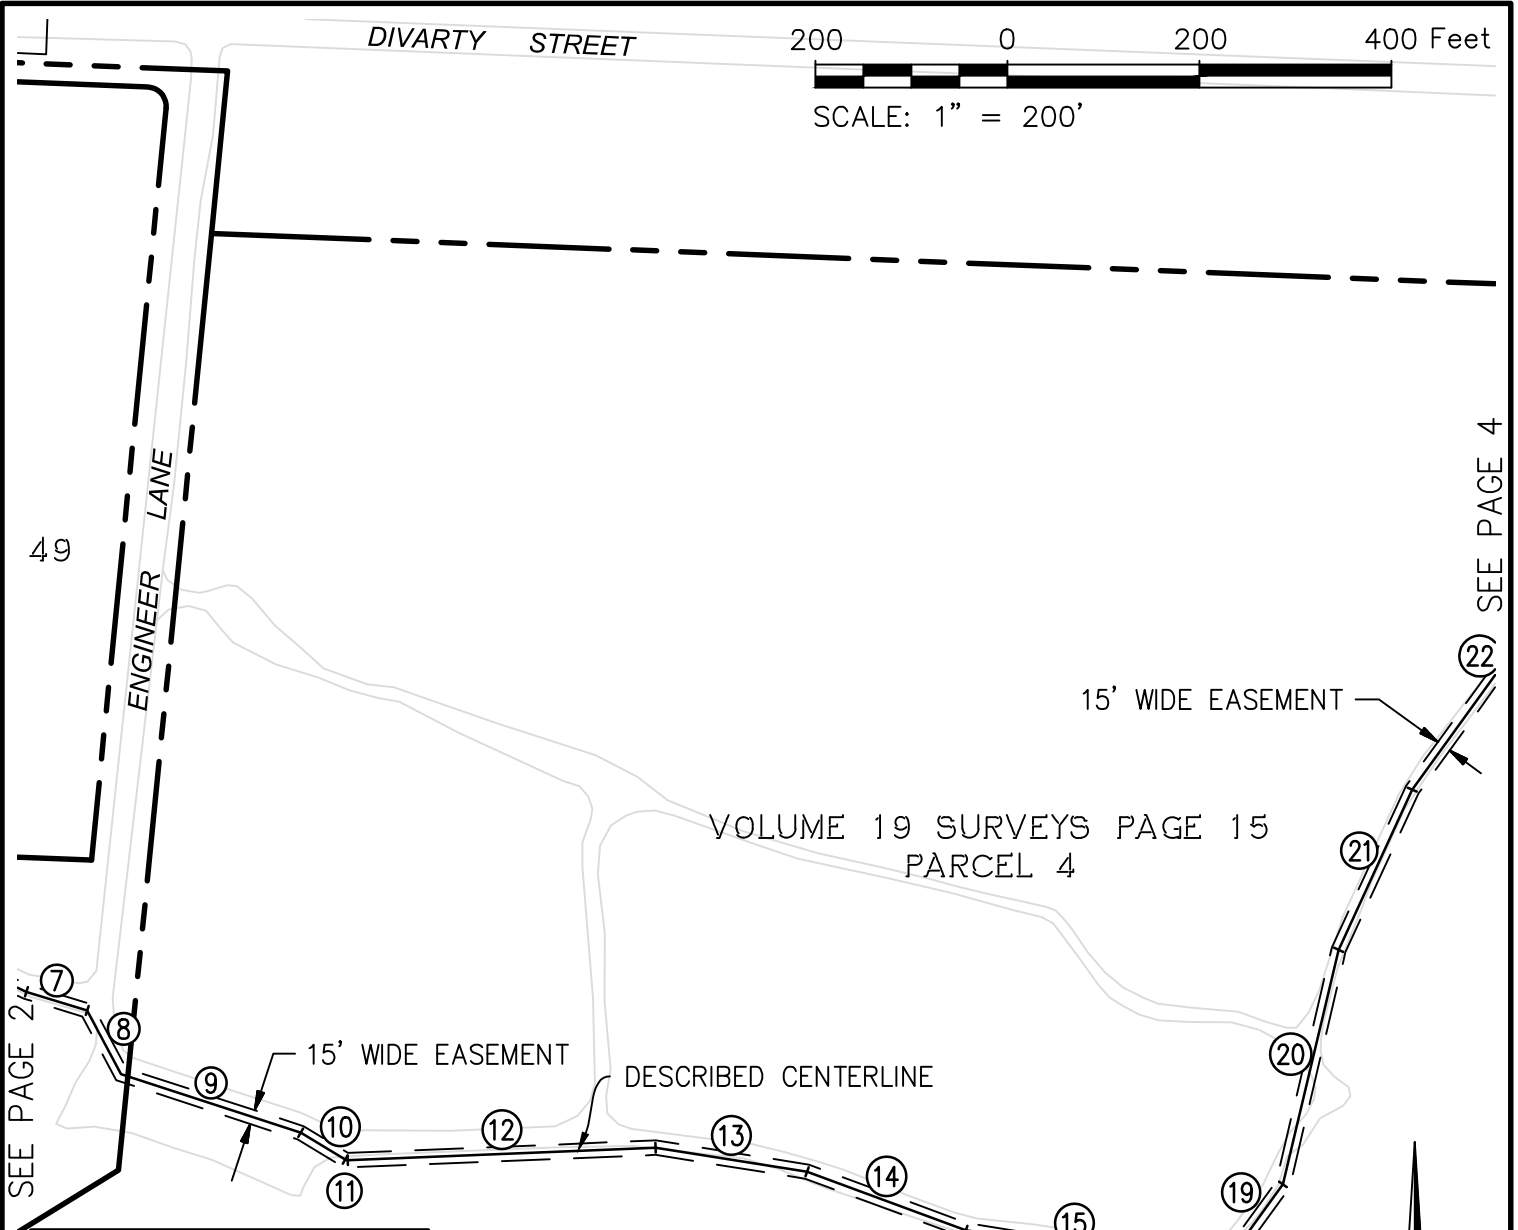 DIVARTY STREET
200 0 200 400 Feet
SCALE: 1” = 200’
ENGINEER LANE
49
SEE PAGE 4
22
15’ WIDE EASEMENT
VOLUME 19 SURVEYS PAGE 15
PARCEL 4
21
7
SEE PAGE 2
8
20
15’ WIDE EASEMENT
9
DESCRIBED CENTERLINE
10
12
13
14
11
19
15